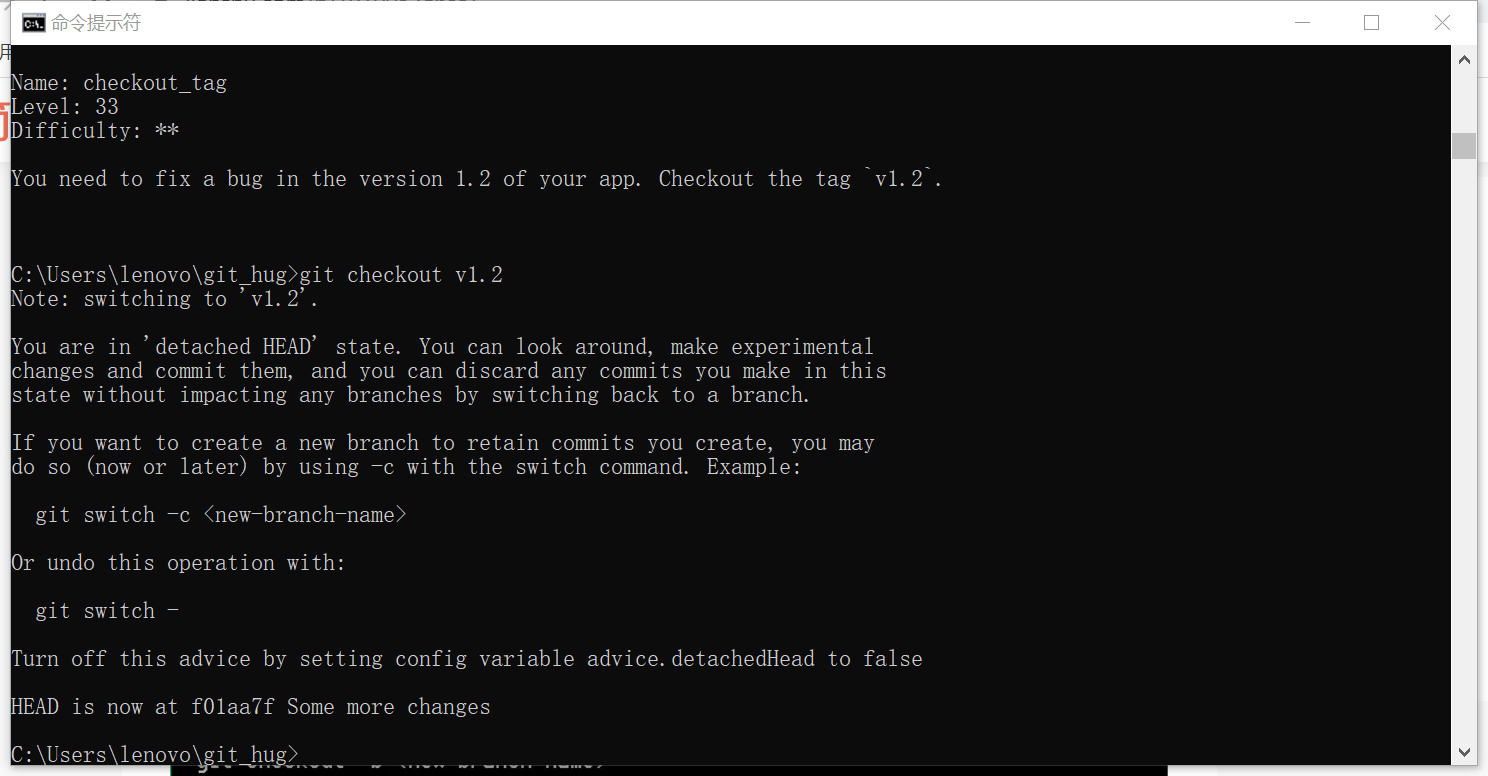 命令提示符
用
Name: checkout_tag
Level: 33
Difficulty: **
You need to fix a bug in the version 1.2 of your app. Checkout the tag `v1.2`.
C:\Users\lenovo\git_hug>git checkout v1.2
Note: switching to 'v1.2'.
You are in 'detached HEAD' state. You can look around, make experimental
changes and commit them, and you can discard any commits you make in this
state without impacting any branches by switching back to a branch.
If you want to create a new branch to retain commits you create, you may
do so (now or later) by using -c with the switch command. Example:
git switch -c <new-branch-name>
Or undo this operation with:
git switch -
Turn off this advice by setting config variable advice.detachedHead to false
HEAD is now at f01aa7f Some more changes
C:\Users\lenovo\git_hug>
git checkout -b <new-branch-name>